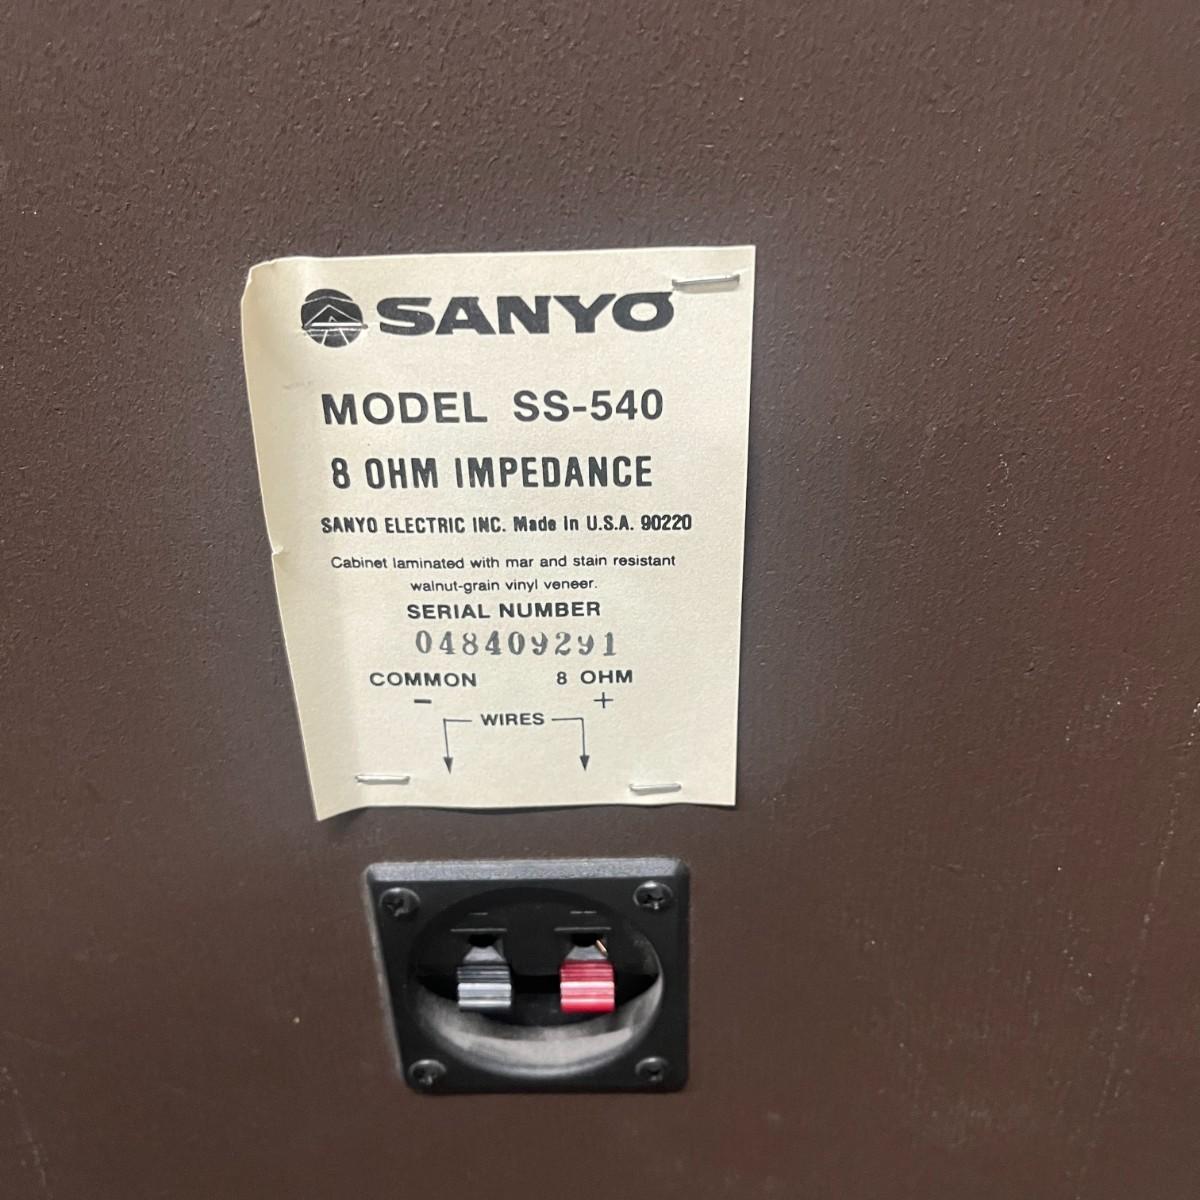 SANYO
MODEL SS-540
8 OHM IMPEDANCE
SANYO ELECTRIC INC. Made in U.S.A. 90220
Cabinet laminated with mar and stain resistant
walnut-grain vinyl veneer.
SERIAL NUMBER
048409291
COMMON 8 OHM
− +
WIRES